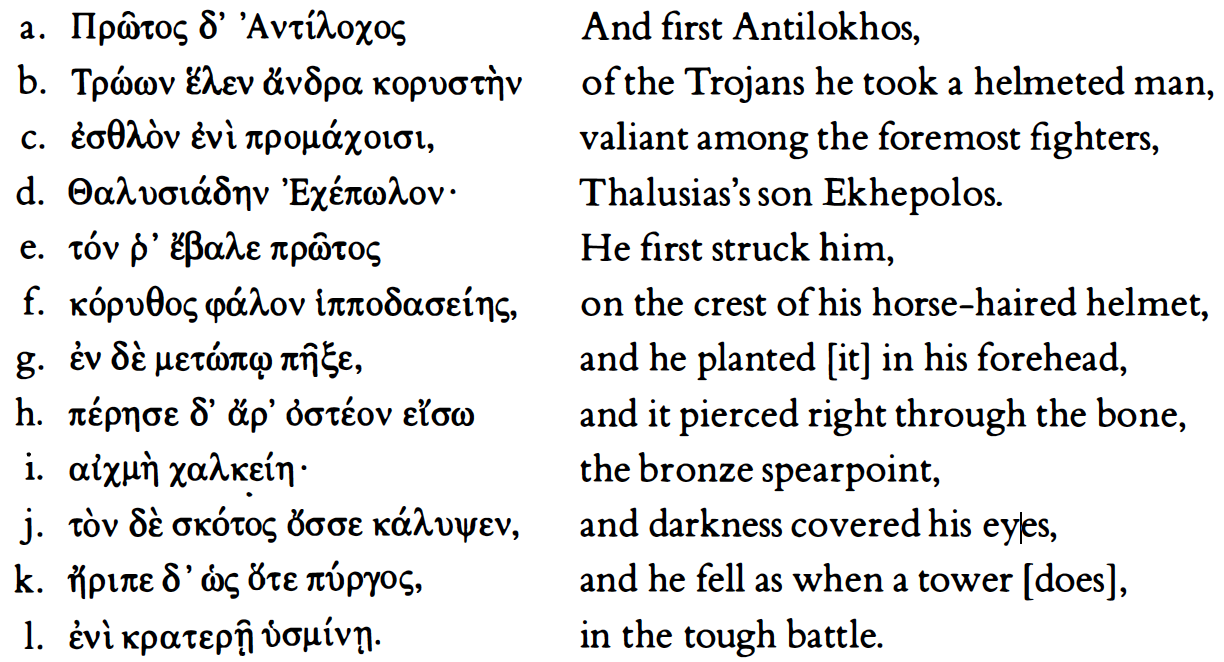 a. Πρῶτος δ’ Ἀντίλοχος And first Antilokhos,
b. Τρώων ἕλεν ἄνδρα κορυστὴν of the Trojans he took a helmeted man,
c. ἐσθλὸν ἐνὶ προμάχοισι, valiant among the foremost fighters,
d. Θαλυσιάδην Ἐχέπωλον· Thalusias’s son Ekhepolos.
e. τόν ῥ’ ἔβαλε πρῶτος He first struck him,
f. κόρυθος φάλον ἱπποδασείης, on the crest of his horse-haired helmet,
g. ἐν δὲ μετώπῳ πῆξε, and he planted [it] in his forehead,
h. πέρησε δ’ ἄρ’ ὀστέον εἴσω and it pierced right through the bone,
i. αἰχμὴ χαλκείη· the bronze spearpoint,
j. τὸν δὲ σκότος ὄσσε κάλυψεν, and darkness covered his eyes,
k. ἤριπε δ’ ὡς ὅτε πύργος, and he fell as when a tower [does],
l. ἐνὶ κρατερῇ ὑσμίνῃ. in the tough battle.